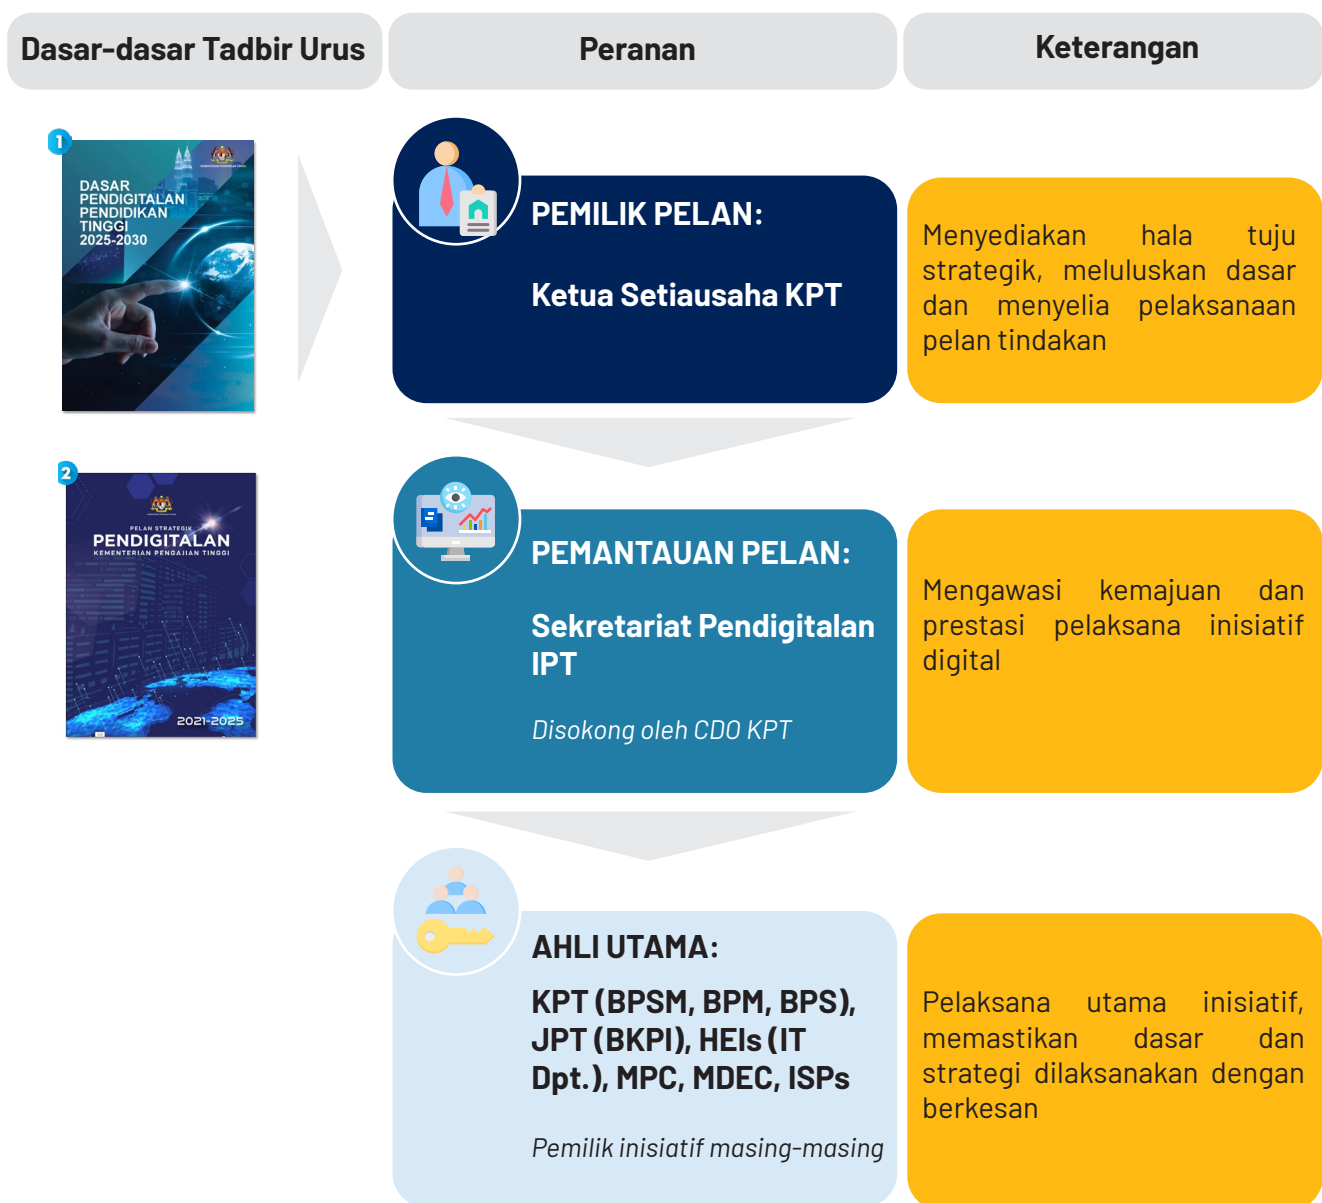 Dasar-dasar Tadbir Urus
Peranan
Keterangan
1
DASAR
PENDIGITALAN
PENDIDIKAN
TINGGI
2025-2030
PEMILIK PELAN:
Ketua Setiausaha KPT
Menyediakan hala tuju
strategik, meluluskan dasar
dan menyelia pelaksanaan
pelan tindakan
2
PELAN STRATEGIK
PENDIGITALAN
KEMENTERIAN PENGAJIAN TINGGI
2021-2025
PEMANTAUAN PELAN:
Sekretariat Pendigitalan
IPT
Disokong oleh CDO KPT
Mengawasi kemajuan dan
prestasi pelaksana inisiatif
digital
AHLI UTAMA:
KPT (BPSM, BPM, BPS),
JPT (BKPI), HEIs (IT
Dpt.), MPC, MDEC, ISPs
Pemilik inisiatif masing-masing
Pelaksana utama inisiatif,
memastikan dasar dan
strategi dilaksanakan dengan
berkesan